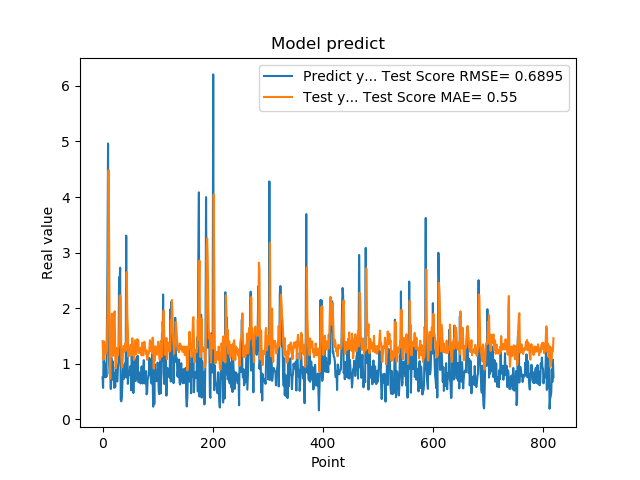 Model predict
Predict y... Test Score RMSE= 0.6895
Test y... Test Score MAE= 0.55
Real value
6
5
4
3
2
1
0
0 200 400 600 800
Point